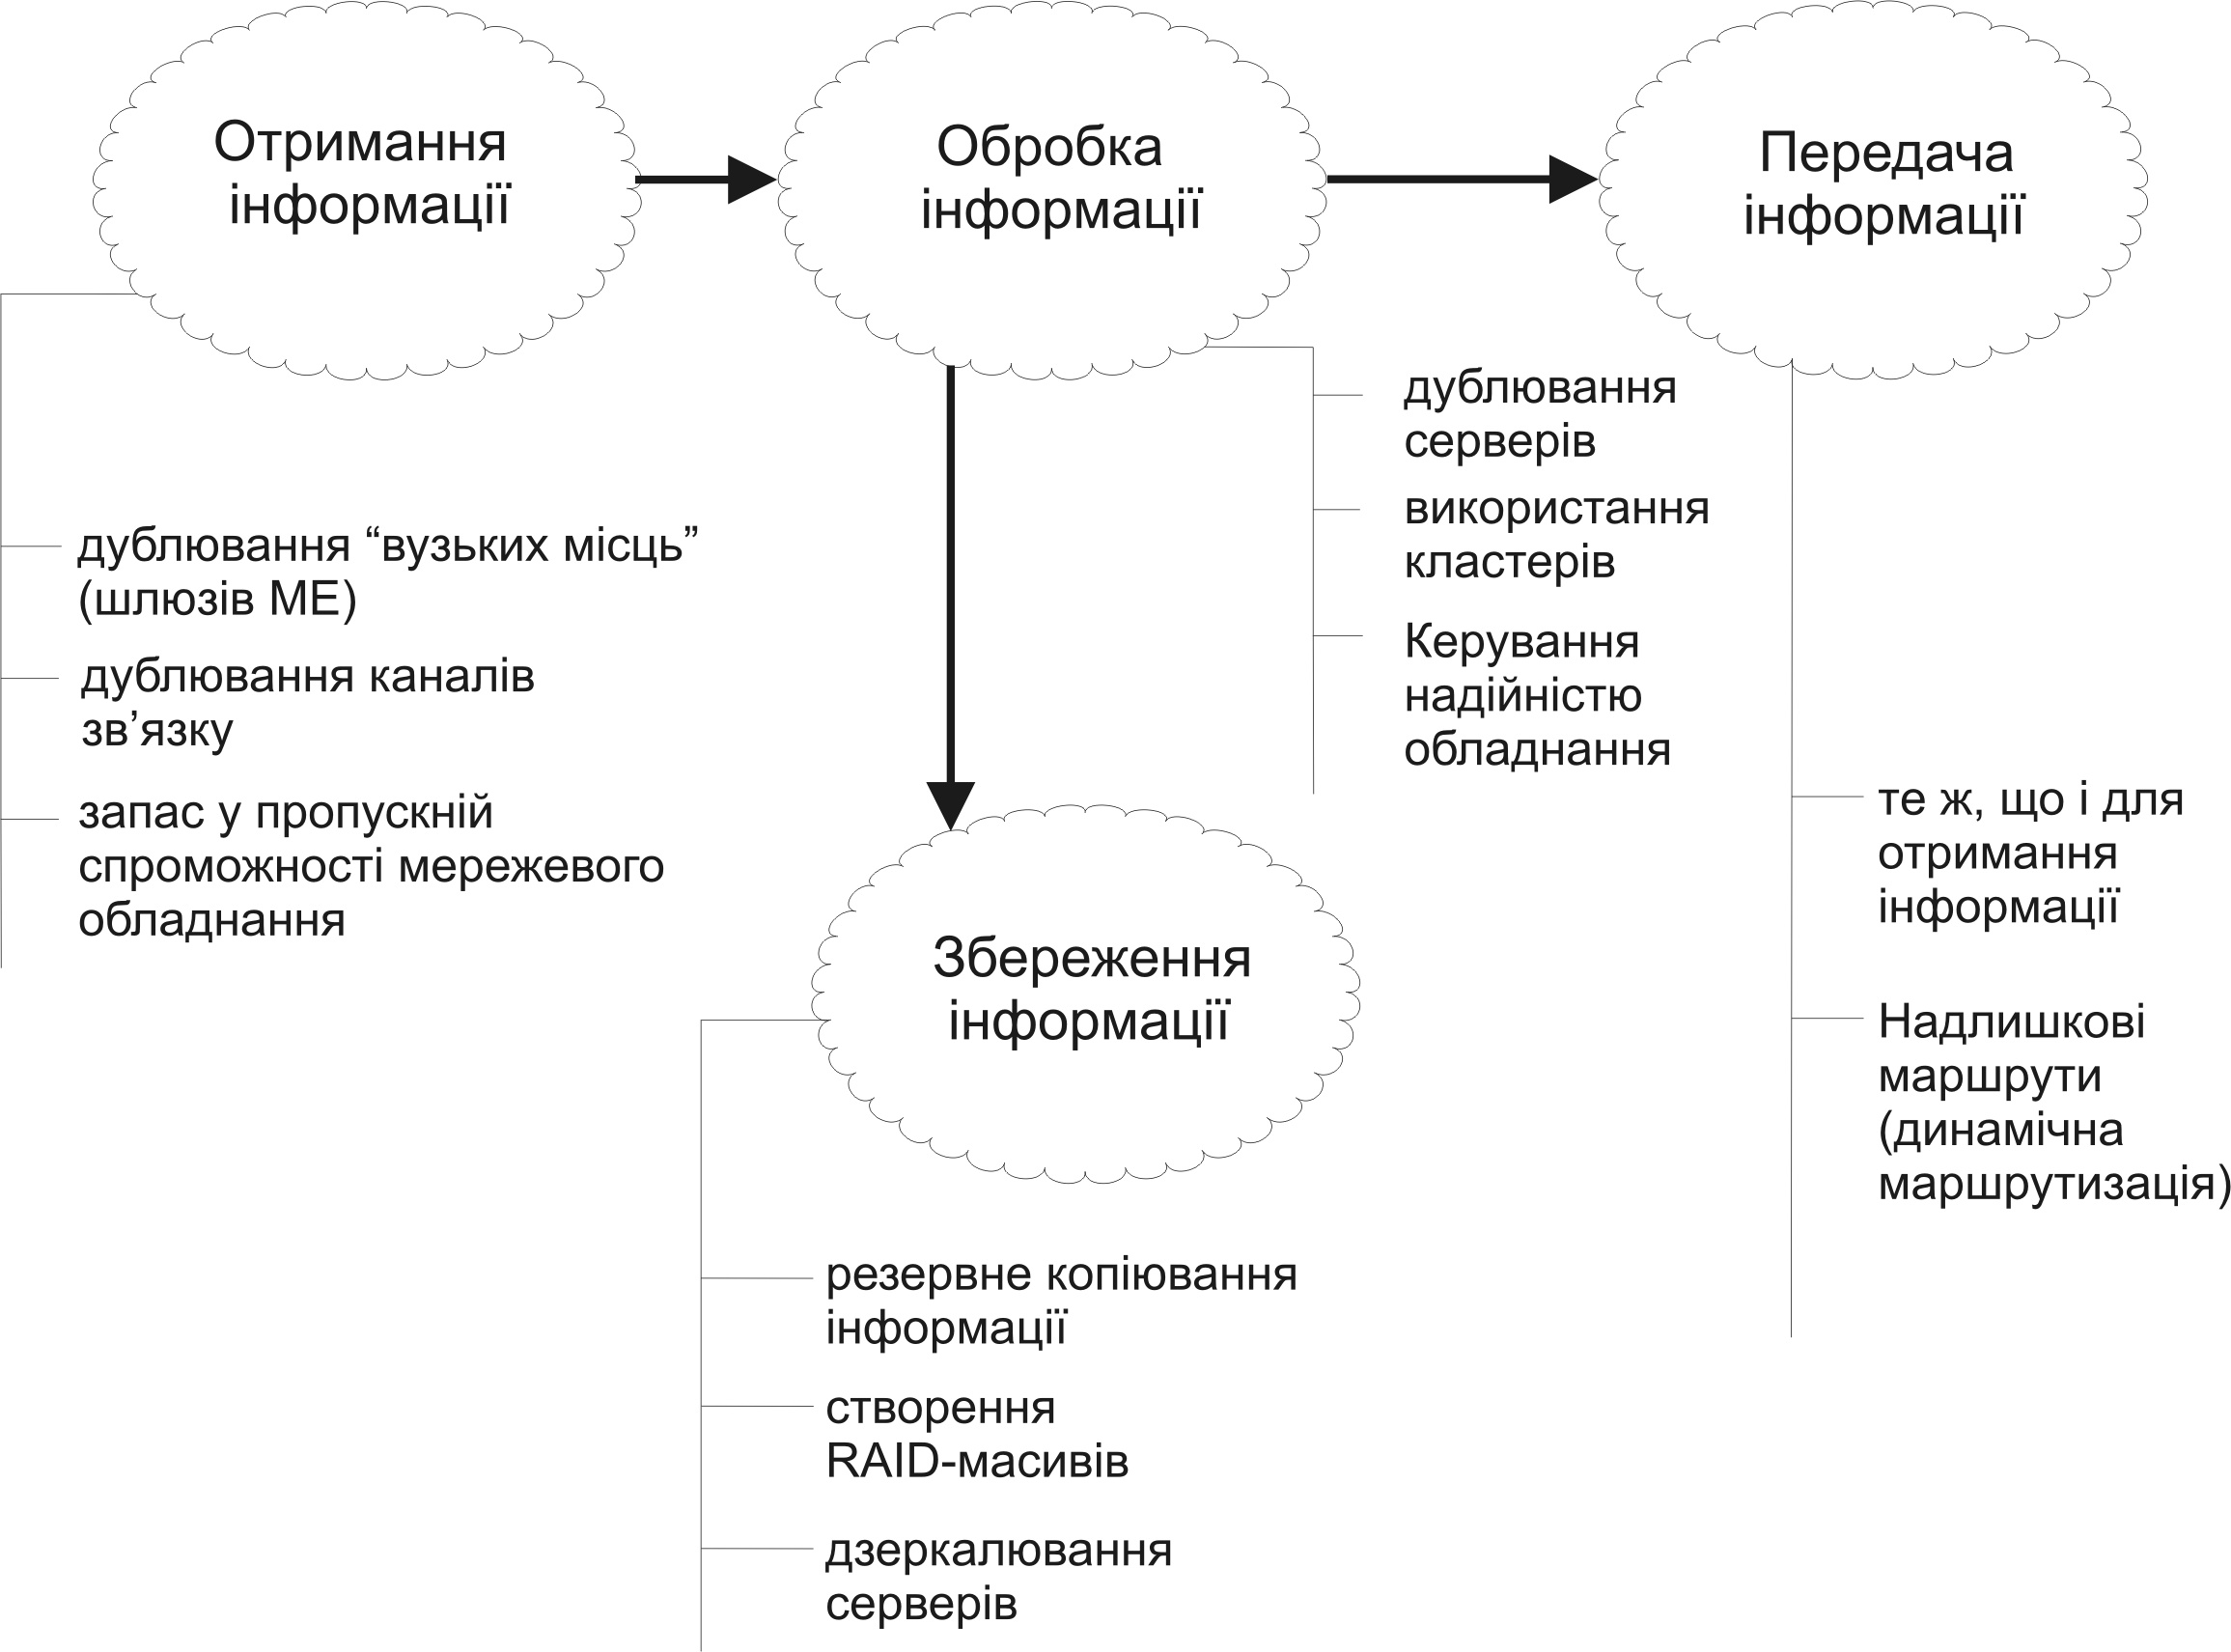 Отримання
інформації
Обробка
інформації
Передача
інформації
дублювання “вузьких місць”
(шлюзів МЕ)
дублювання каналів
зв’язку
запас у пропускній
спроможності мережевого
обладнання
дублювання
серверів
використання
кластерів
Керування
надійністю
обладнання
те ж, що і для
отримання
інформації
Надлишкові
маршрути
(динамічна
маршрутизація)
Збереження
інформації
резервне копіювання
інформації
створення
RAID-масивів
дзеркалювання
серверів